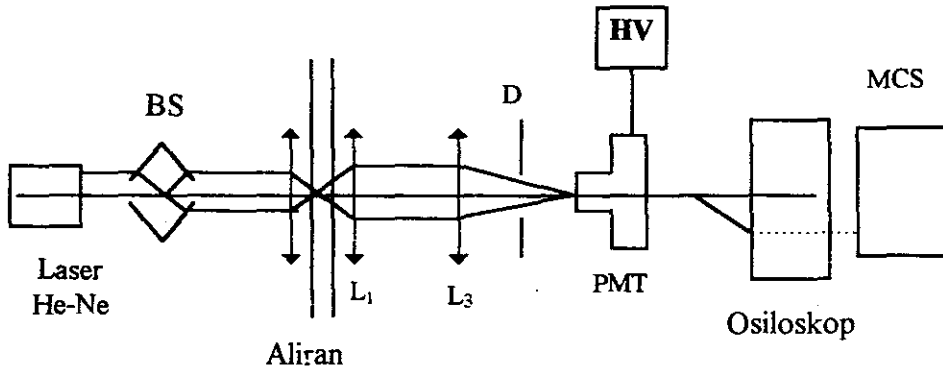 HV
MCS
D
BS
Laser
He-Ne
L₁
L₃
PMT
Osiloskop
Aliran